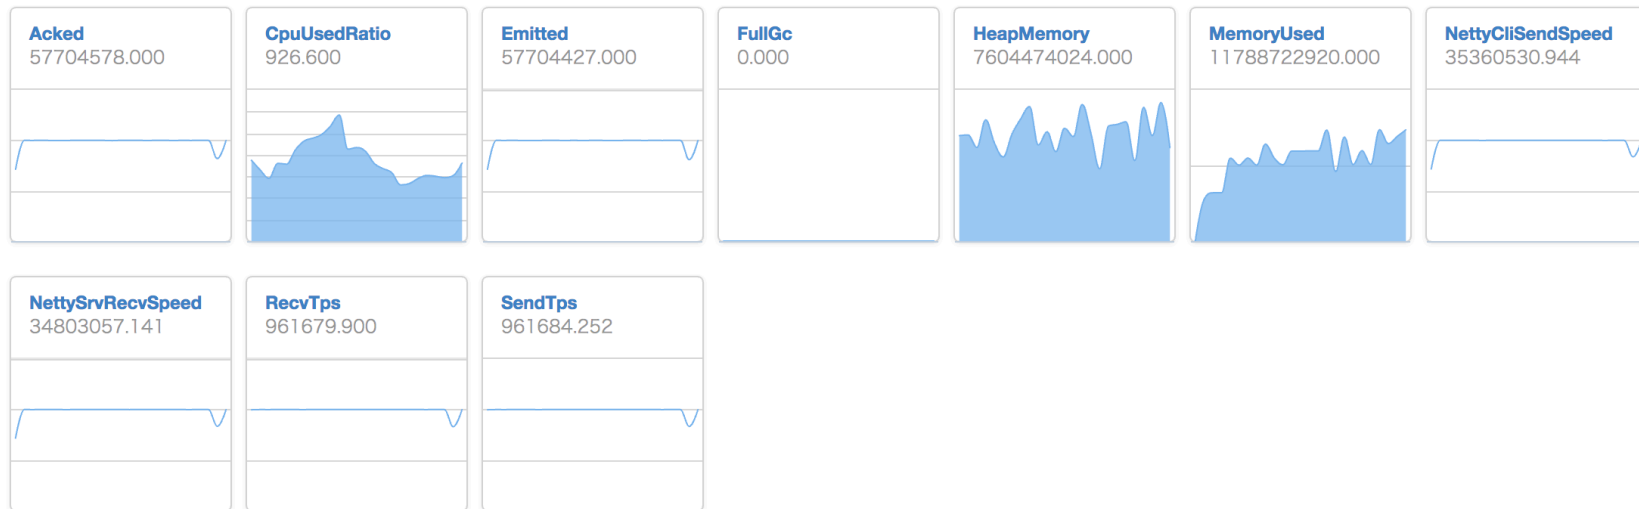 Acked
57704578.000
CpuUsedRatio
926.600
Emitted
57704427.000
FullGc
0.000
HeapMemory
7604474024.000
MemoryUsed
11788722920.000
NettyCliSendSpeed
35360530.944
NettySrvRecvSpeed
34803057.141
RecvTps
961679.900
SendTps
961684.252